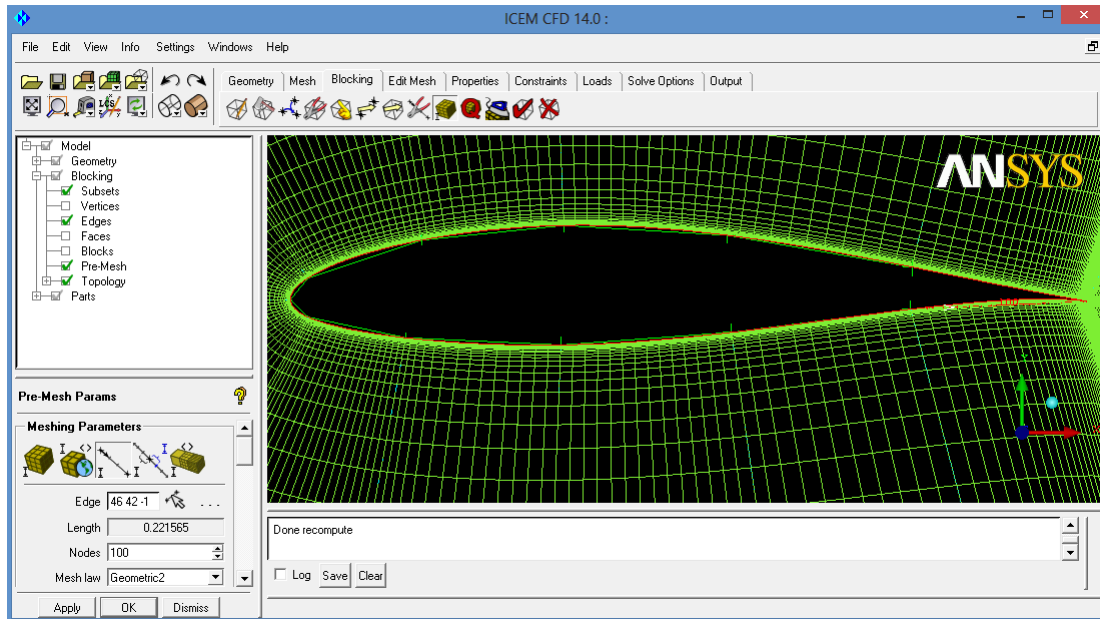 ICEM CFD 14.0 :
File Edit View Info Settings Windows Help
Geometry Mesh Blocking Edit Mesh Properties Constraints Loads Solve Options Output
LCS
Model
Geometry
Blocking
Subsets
Vertices
Edges
Faces
Blocks
Pre-Mesh
Topology
Parts
ANSYS
100
Y
Pre-Mesh Params
Meshing Parameters
Edge 46 42 -1 ...
Length 0.221565
Nodes 100
Mesh law Geometric2
Apply OK Dismiss
Done recompute
Log Save Clear